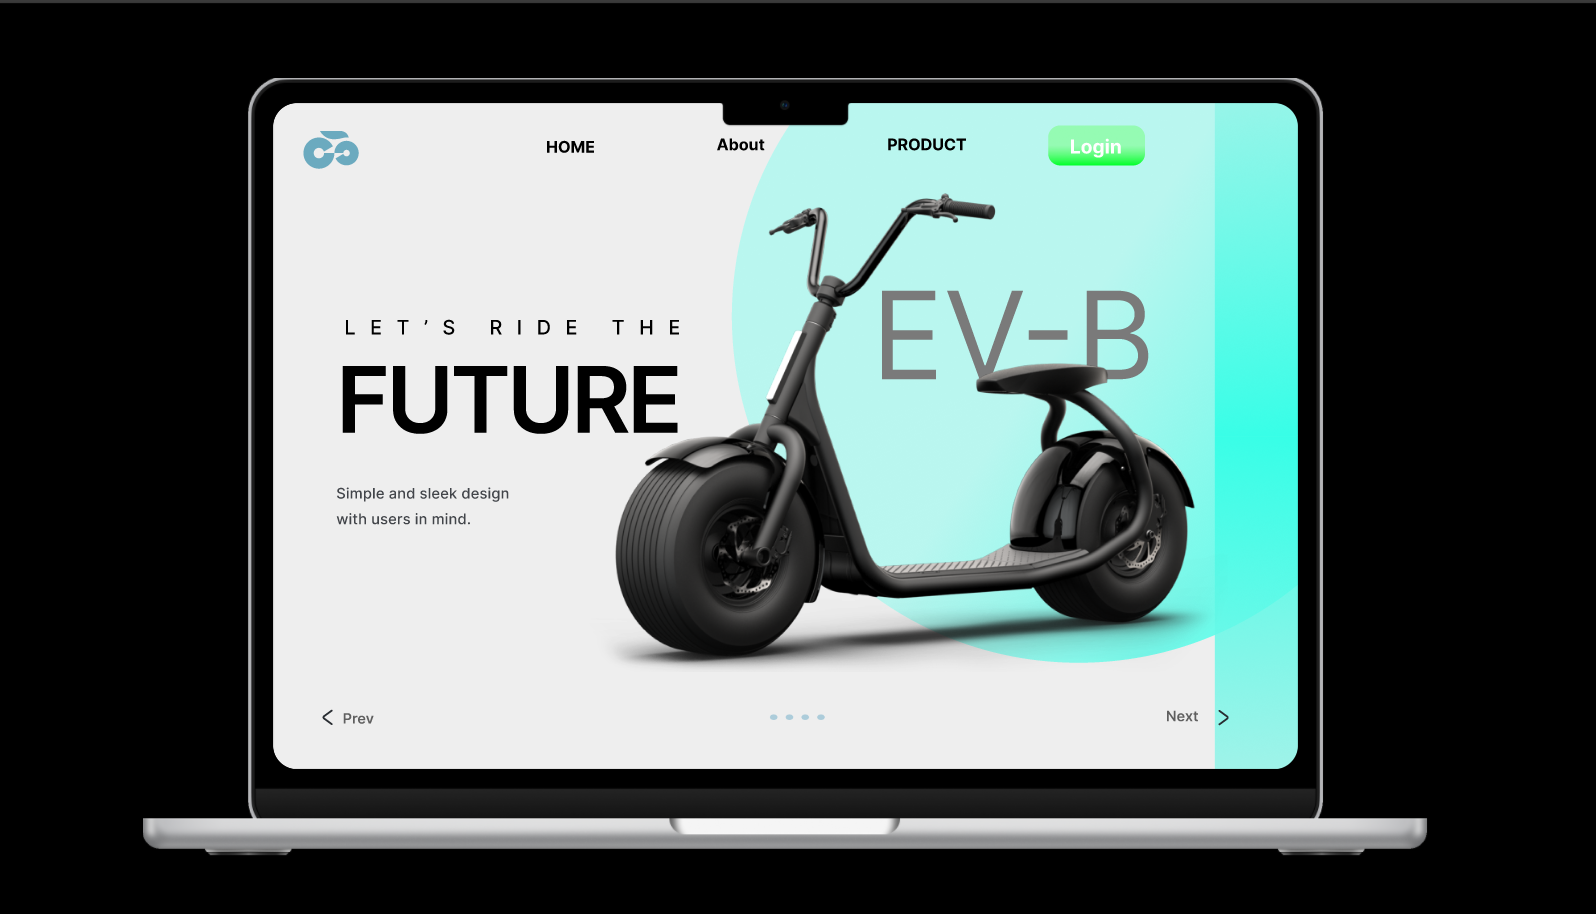 HOME
About
PRODUCT
Login
EV-B
LET’S RIDE THE
FUTURE
Simple and sleek design
with users in mind.
Prev
Next